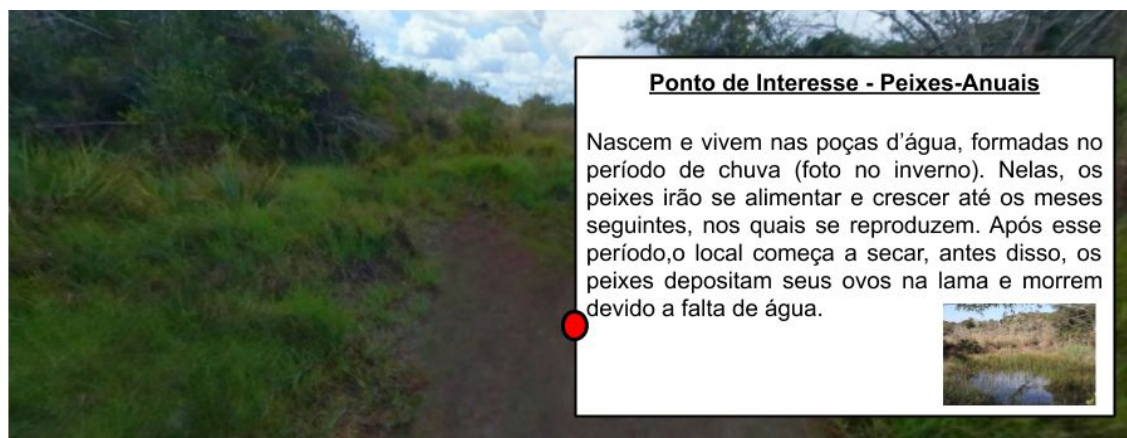 Ponto de Interesse - Peixes-Anuais
Nascem e vivem nas poças d'água, formadas no
período de chuva (foto no inverno). Nelas, os
peixes irão se alimentar e crescer até os meses
seguintes, nos quais se reproduzem. Após esse
período,o local começa a secar, antes disso, os
peixes depositam seus ovos na lama e morrem
devido a falta de água.